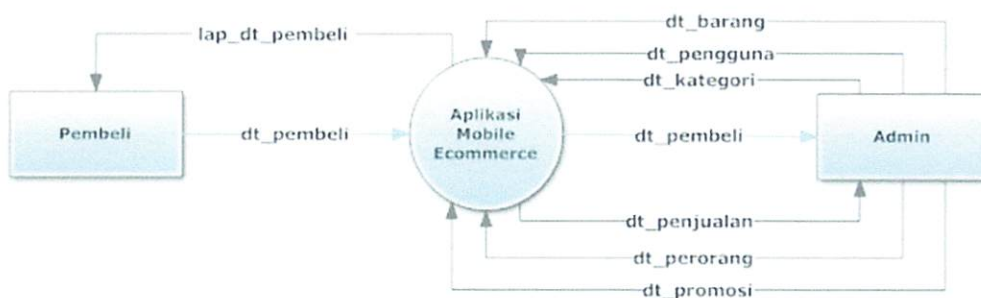 dt_barang
lap_dt_pembeli
dt_pengguna
dt_kategori
Pembeli
dt_pembeli
Aplikasi
Mobile
Ecommerce
dt_pembeli
Admin
dt_penjualan
dt_perorang
dt_promosi